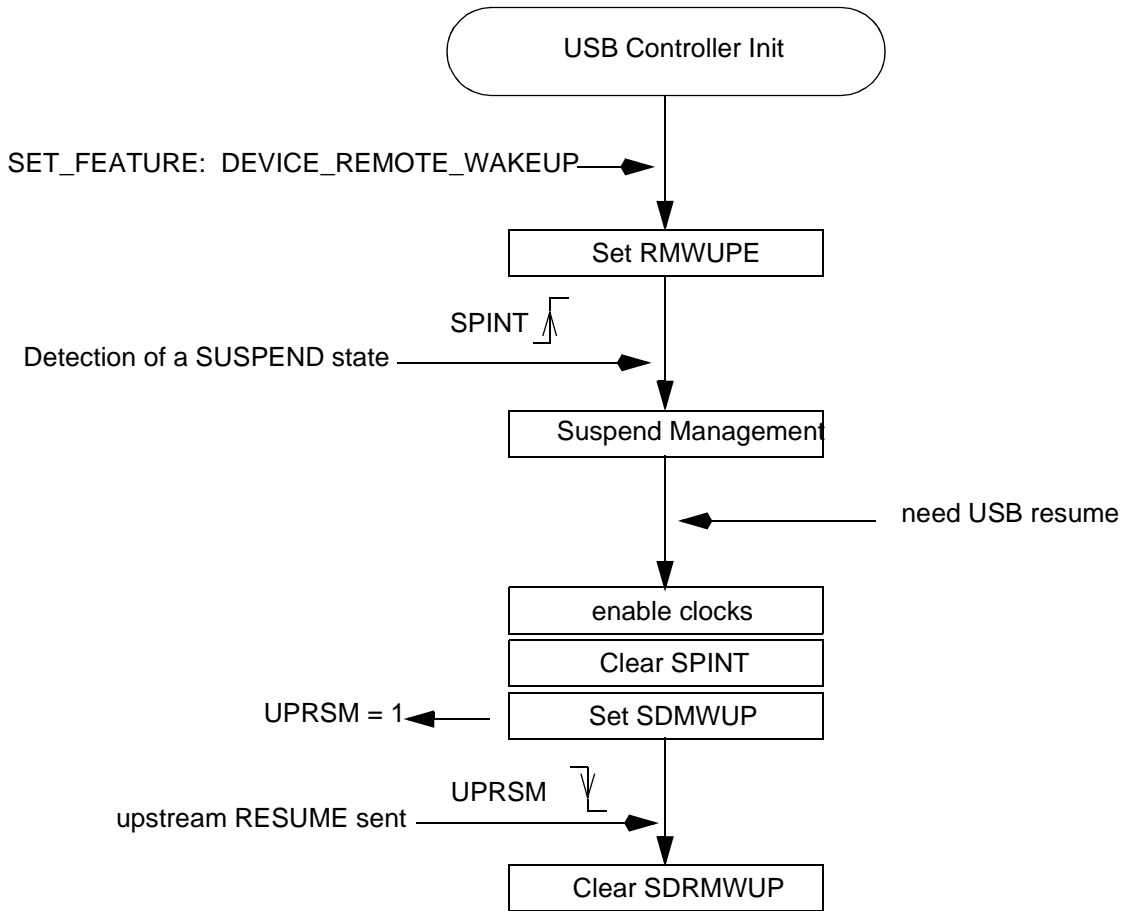 USB Controller Init
SET_FEATURE: DEVICE_REMOTE_WAKEUP
Set RMWUPE
SPINT
Detection of a SUSPEND state
Suspend Management
need USB resume
enable clocks
Clear SPINT
UPRSM = 1
Set SDMWUP
UPRSM
upstream RESUME sent
Clear SDRMWUP